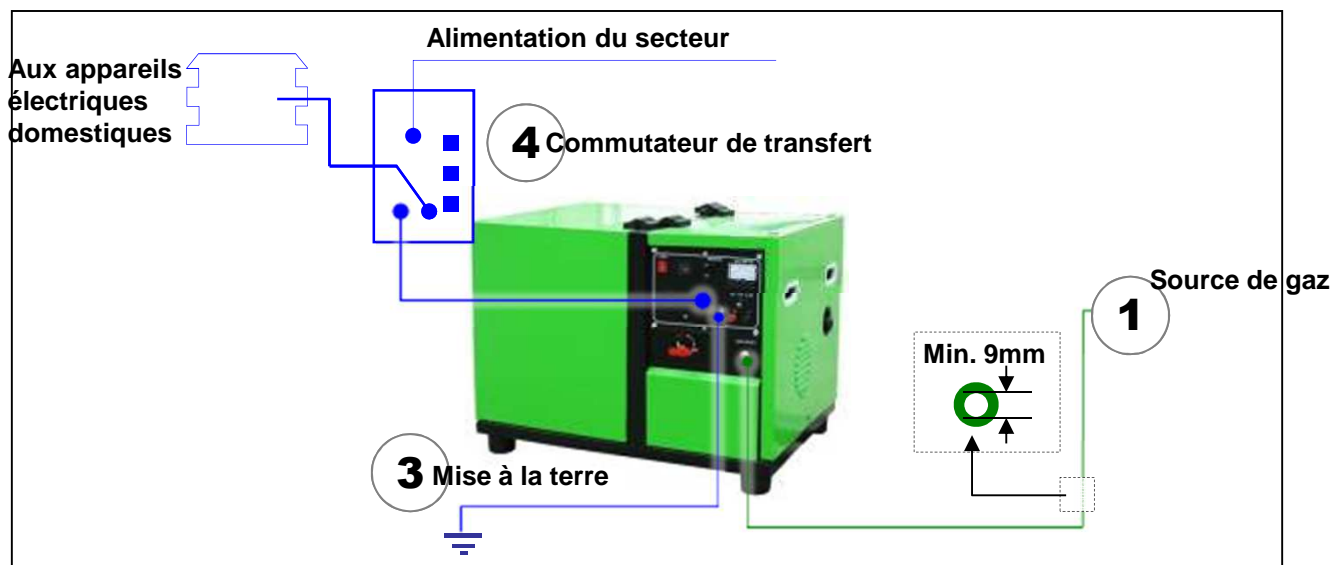 Alimentation du secteur
Aux appareils
électriques
domestiques
4 Commutateur de transfert
Source de gaz
1
Min. 9mm
3 Mise à la terre